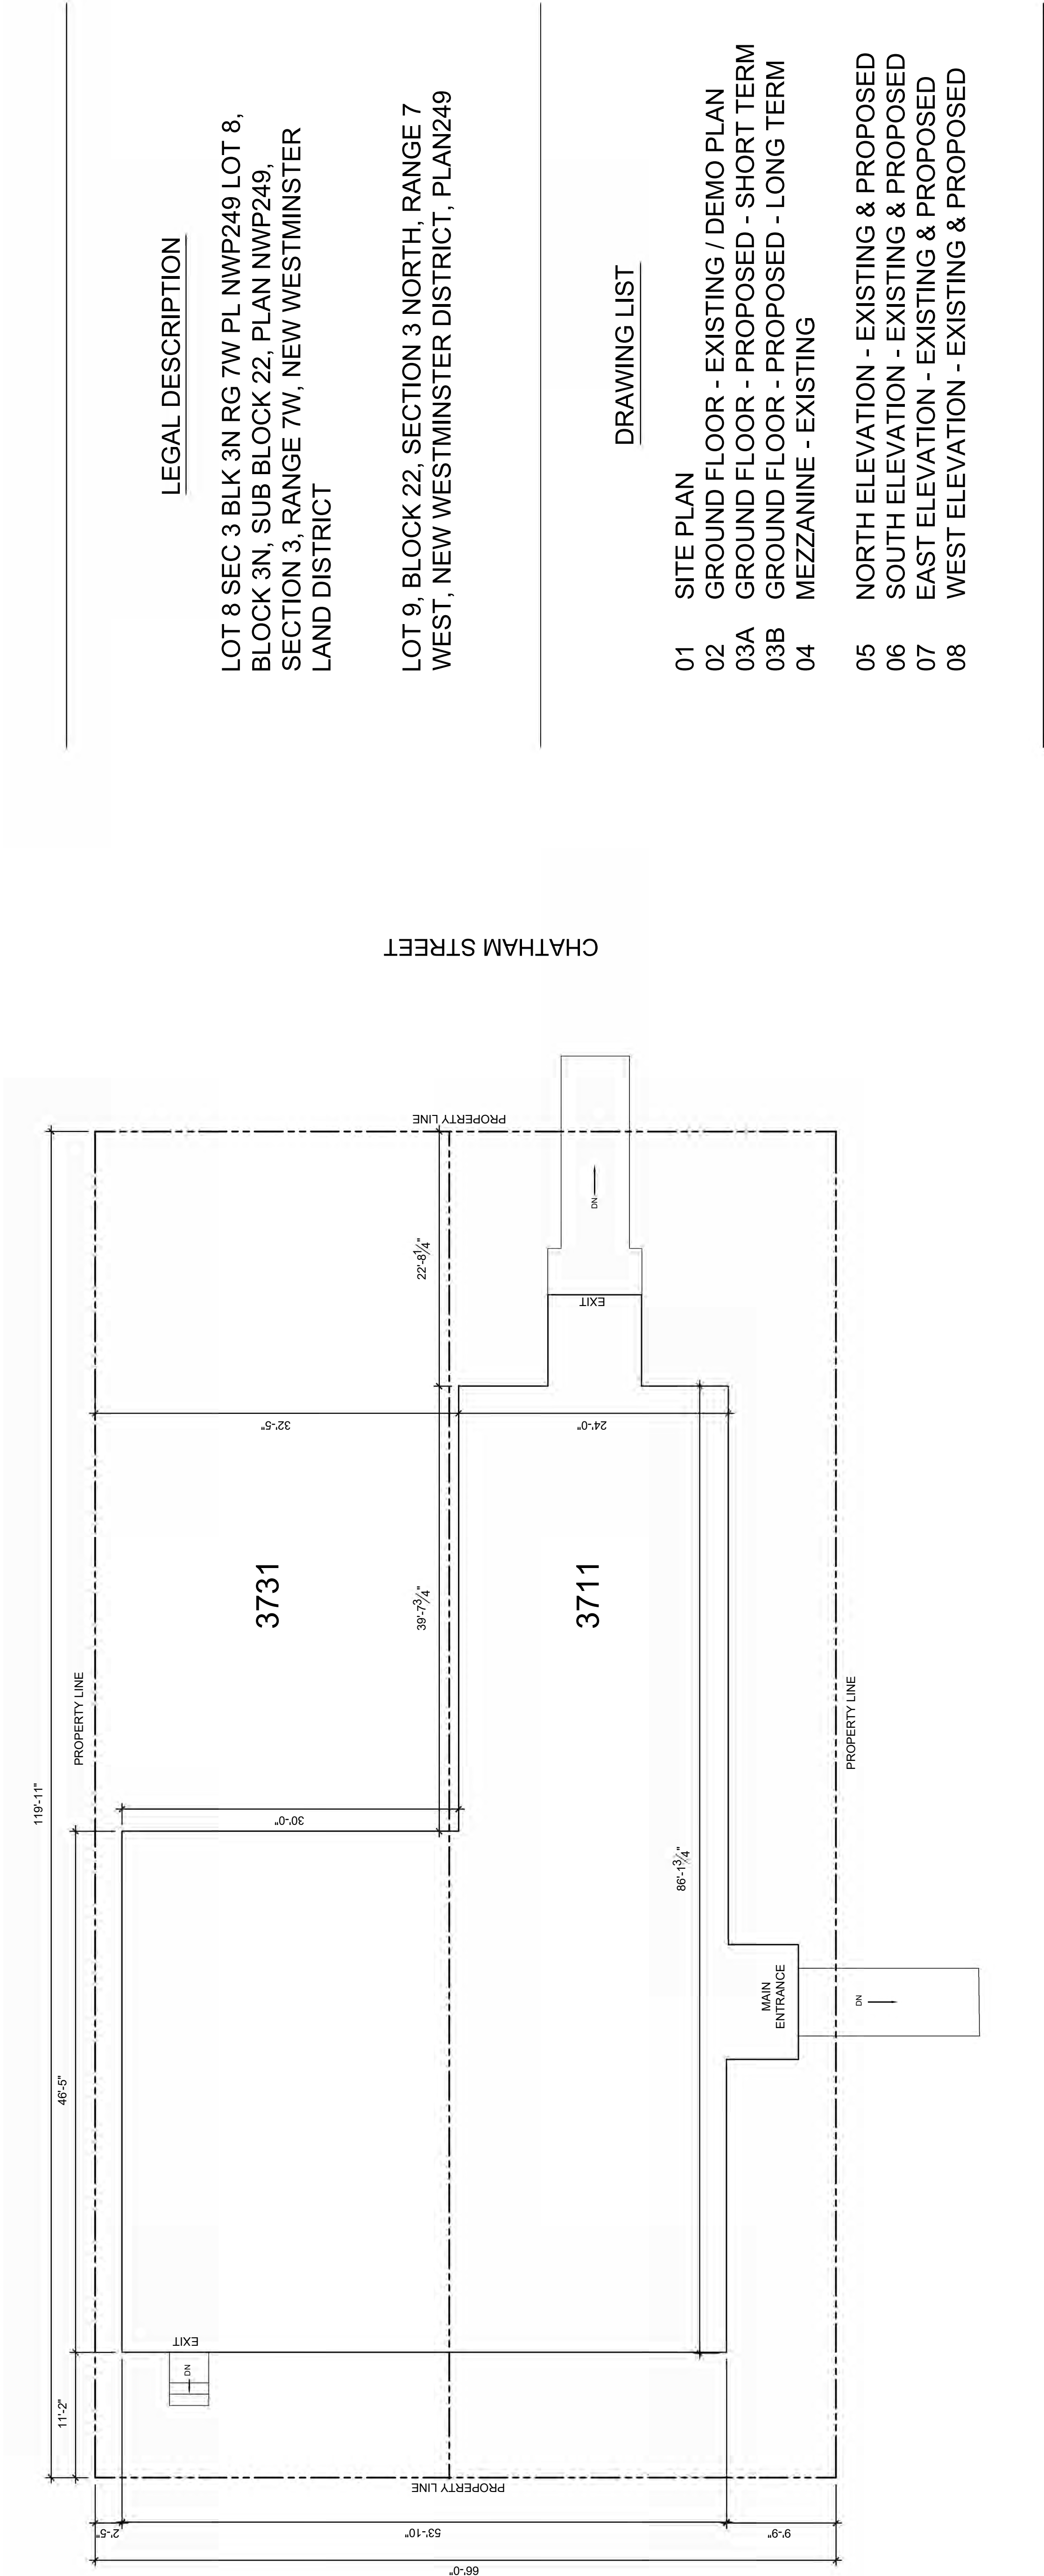 LEGAL DESCRIPTION
LOT 8 SEC 3 BLK 3N RG 7W PL NWP249 LOT 8,
BLOCK 3N, SUB BLOCK 22, PLAN NWP249,
SECTION 3, RANGE 7W, NEW WESTMINSTER
LAND DISTRICT
LOT 9, BLOCK 22, SECTION 3 NORTH, RANGE 7
WEST, NEW WESTMINSTER DISTRICT, PLAN249
DRAWING LIST
01 SITE PLAN
02 GROUND FLOOR - EXISTING / DEMO PLAN
03A GROUND FLOOR - PROPOSED - SHORT TERM
03B GROUND FLOOR - PROPOSED - LONG TERM
04 MEZZANINE - EXISTING
05 NORTH ELEVATION - EXISTING & PROPOSED
06 SOUTH ELEVATION - EXISTING & PROPOSED
07 EAST ELEVATION - EXISTING & PROPOSED
08 WEST ELEVATION - EXISTING & PROPOSED
CHATHAM STREET
119'-11"
11'-2"
46'-5"
PROPERTY LINE
PROPERTY LINE
22'-8 1/4"
39'-7 3/4"
32'-5"
24'-0"
30'-0"
3731
3711
EXIT
DN
86'-1 3/4"
MAIN
ENTRANCE
DN
PROPERTY LINE
EXIT
DN
PROPERTY LINE
2'-5"
53'-10"
9'-9"
66'-0"